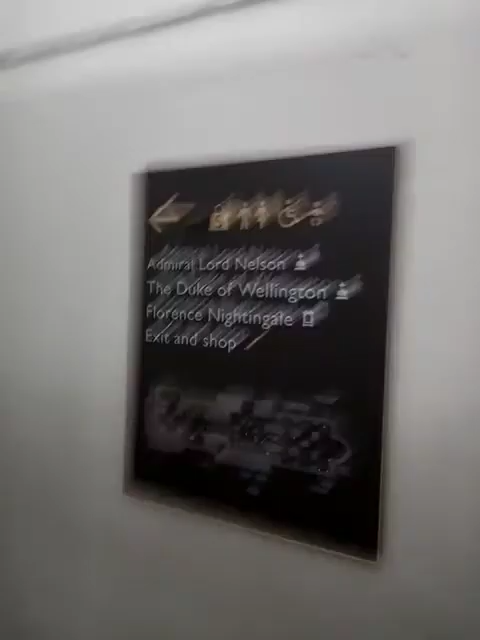 Admiral Lord Nelson
The Duke of Wellington
Florence Nightingale
Exit and shop